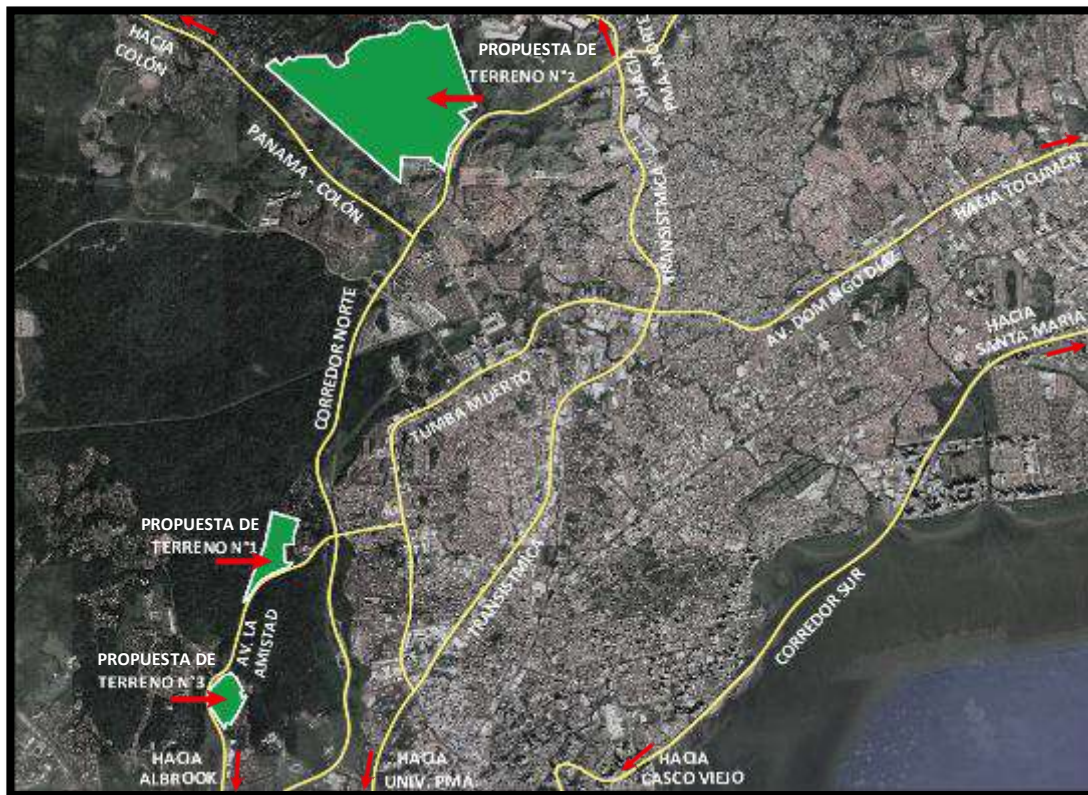 HACIA
COLÓN
PROPUESTA DE
TERRENO N°2
HACIA
PMA. NORTE
PANAMA - COLÓN
TRANSISTMICA
HACIA TOCUMEN
AV. DOMINGO DIAZ
HACIA
SANTA MARIA
CORREDOR NORTE
TUMBA MUERTO
PROPUESTA DE
TERRENO N°1
TRANSISTMICA
CORREDOR SUR
AV. LA
AMISTAD
PROPUESTA DE
TERRENO N°3
HACIA
ALBROOK
HACIA
UNIV. PMA
HACIA
CASCO VIEJO